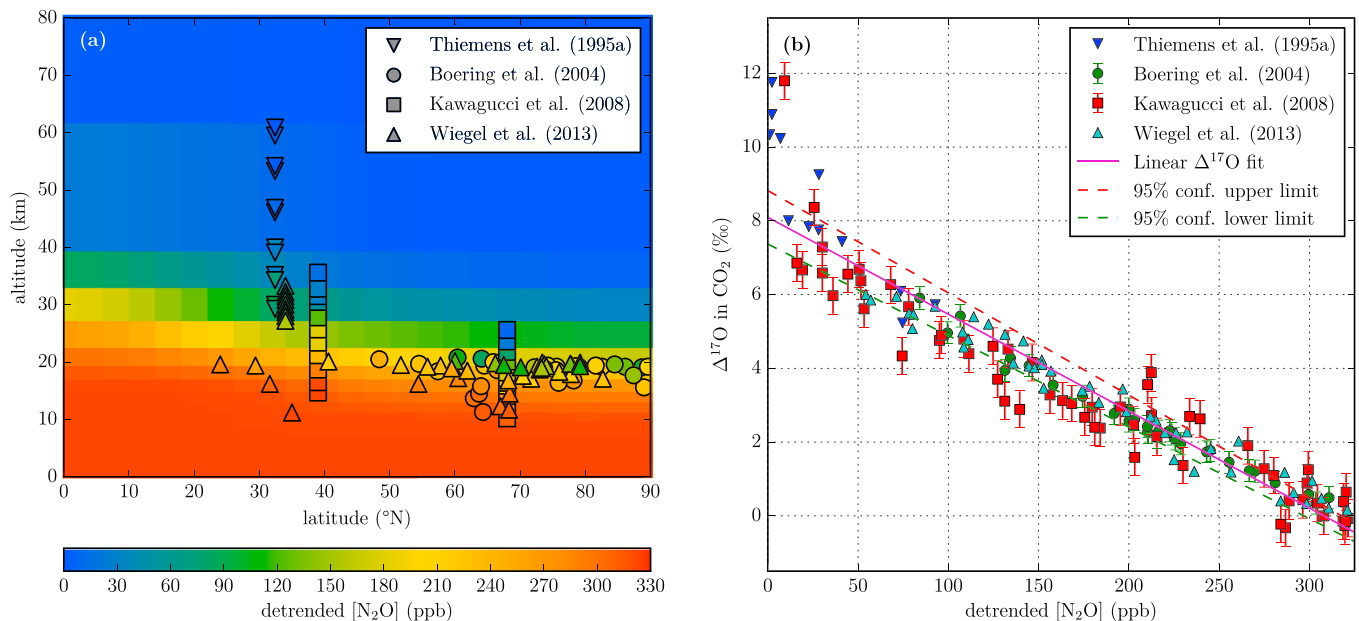 (a)
Thiemens et al. (1995a)
Boering et al. (2004)
Kawagucci et al. (2008)
Wiegel et al. (2013)
80
70
60
50
40
30
20
10
0
altitude (km)
0 10 20 30 40 50 60 70 80 90
latitude (°N)
0 30 60 90 120 150 180 210 240 270 300 330
detrended [N₂O] (ppb)
(b)
Thiemens et al. (1995a)
Boering et al. (2004)
Kawagucci et al. (2008)
Wiegel et al. (2013)
Linear Δ¹⁷O fit
95% conf. upper limit
95% conf. lower limit
12
10
8
6
4
2
0
Δ¹⁷O in CO₂ (‰)
0 50 100 150 200 250 300
detrended [N₂O] (ppb)